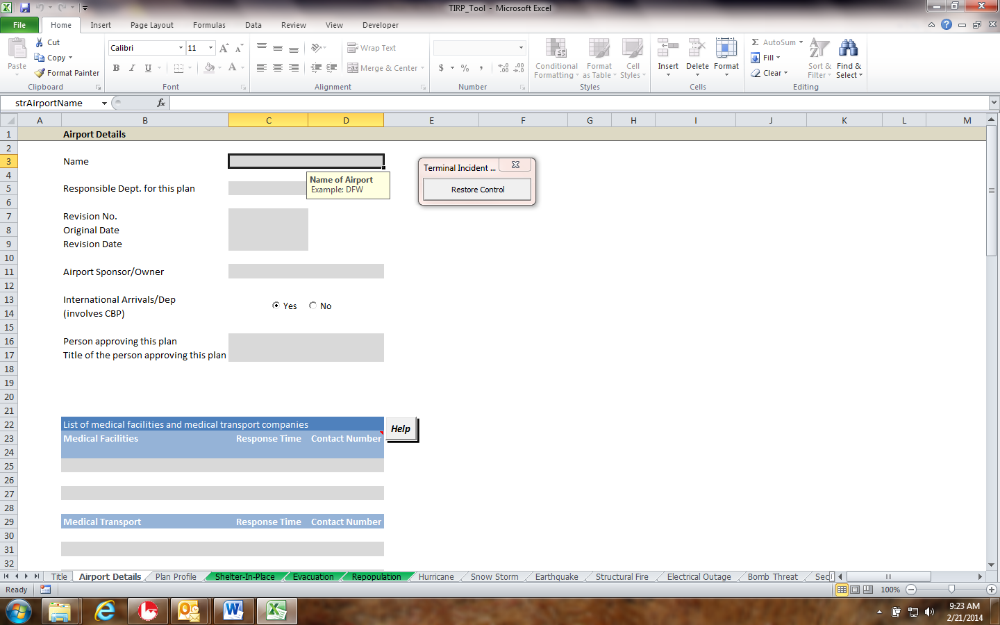 TIRP_Tool - Microsoft Excel
File Home Insert Page Layout Formulas Data Review View Developer
Paste Cut Copy Format Painter Clipboard
Calibri 11 B I U A Font
Wrap Text Merge & Center Alignment
$ % , Number
Conditional Formatting Format as Table Cell Styles Styles
Insert Delete Format Cells
AutoSum Fill Clear Sort & Filter Find & Select Editing
strAirportName fx
A B C D E F G H I J K L M
1 Airport Details
2
3 Name
4
5 Responsible Dept. for this plan
Name of Airport
Example: DFW
Terminal Incident ...
Restore Control
6
7 Revision No.
8 Original Date
9 Revision Date
10
11 Airport Sponsor/Owner
12
13 International Arrivals/Dep
Yes No
14 (involves CBP)
15
16 Person approving this plan
17 Title of the person approving this plan
18
19
20
21
22 List of medical facilities and medical transport companies
Help
23 Medical Facilities Response Time Contact Number
24
25
26
27
28
29 Medical Transport Response Time Contact Number
30
31
32
Title Airport Details Plan Profile Shelter-In-Place Evacuation Repopulation Hurricane Snow Storm Earthquake Structural Fire Electrical Outage Bomb Threat Sec
Ready 100%
9:23 AM
2/21/2014